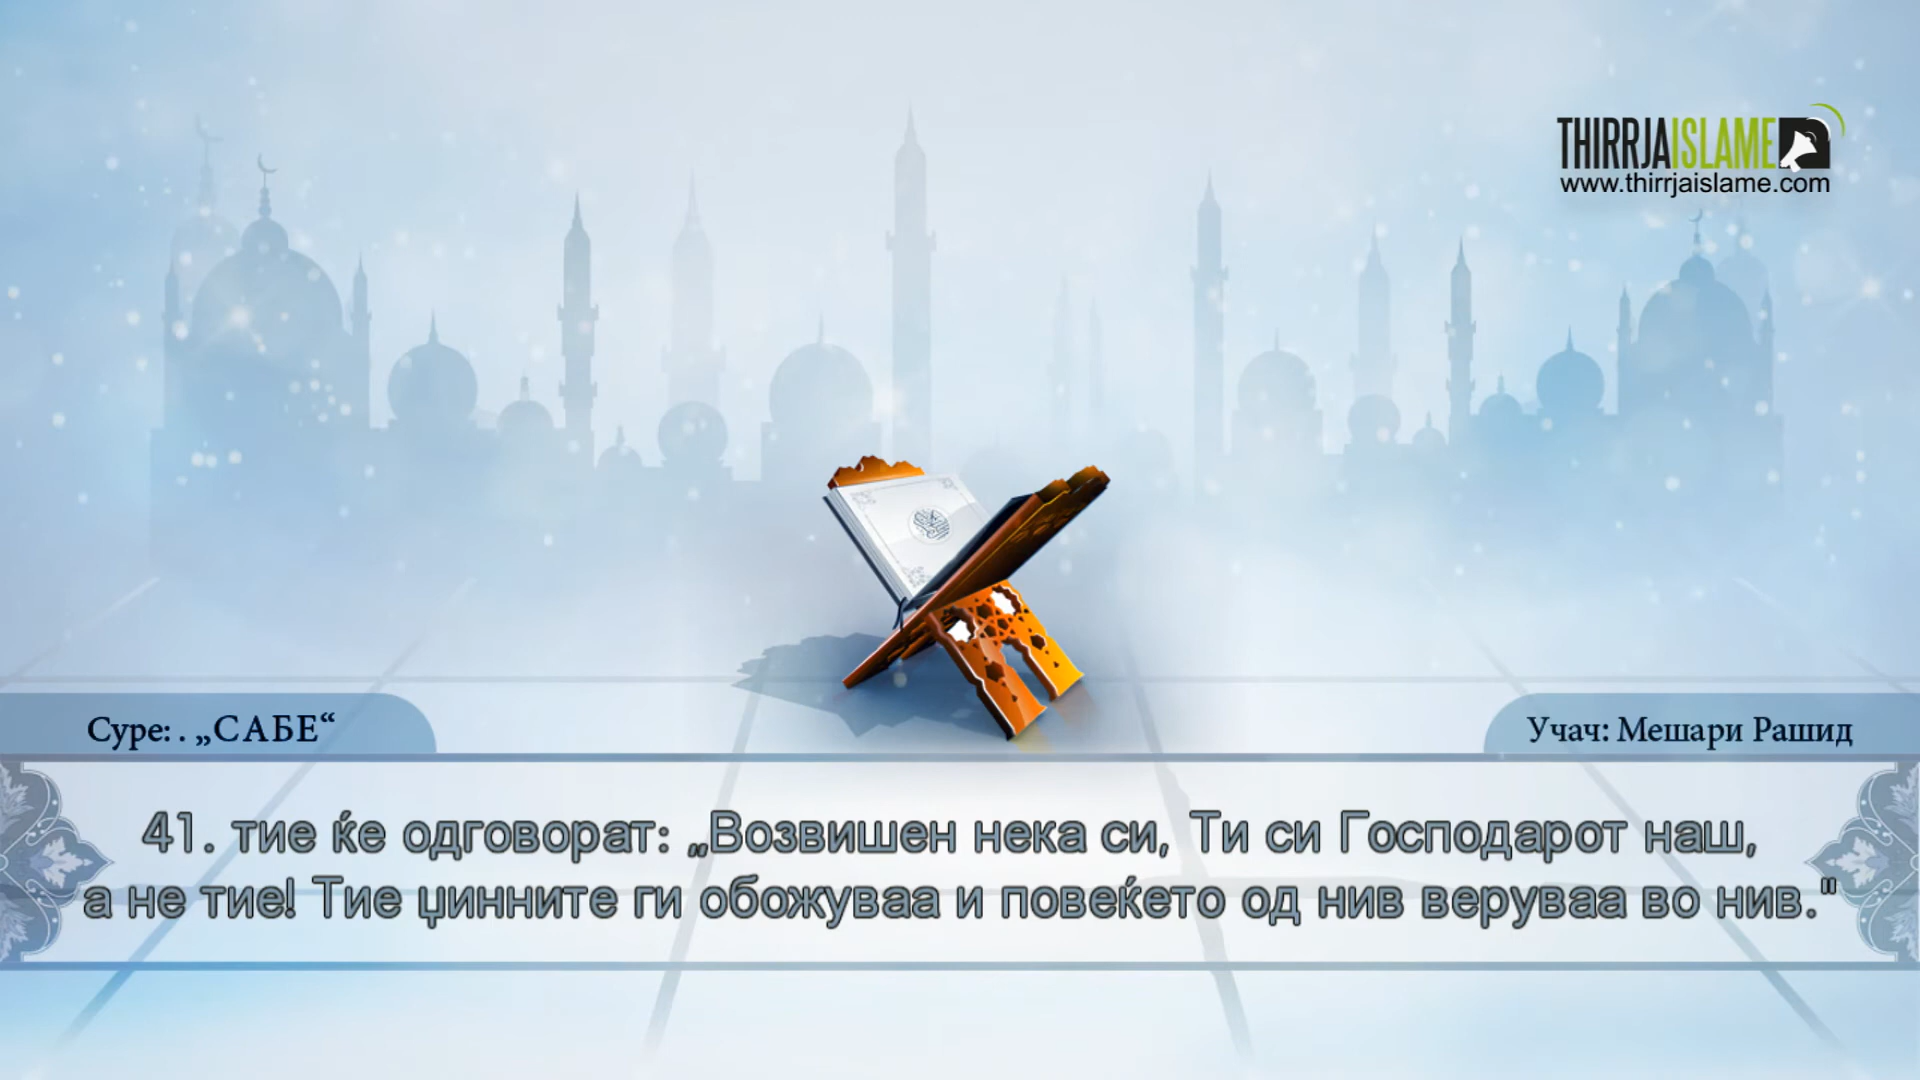 THIRRJAISLAME
www.thirrjaislame.com
Суре: . „САБЕ“
Учач: Мешари Рашид
41. тие ќе одговорат: „Возвишен нека си, Ти си Господарот наш,
а не тие! Тие џинните ги обожуваа и повеќето од нив веруваа во нив."